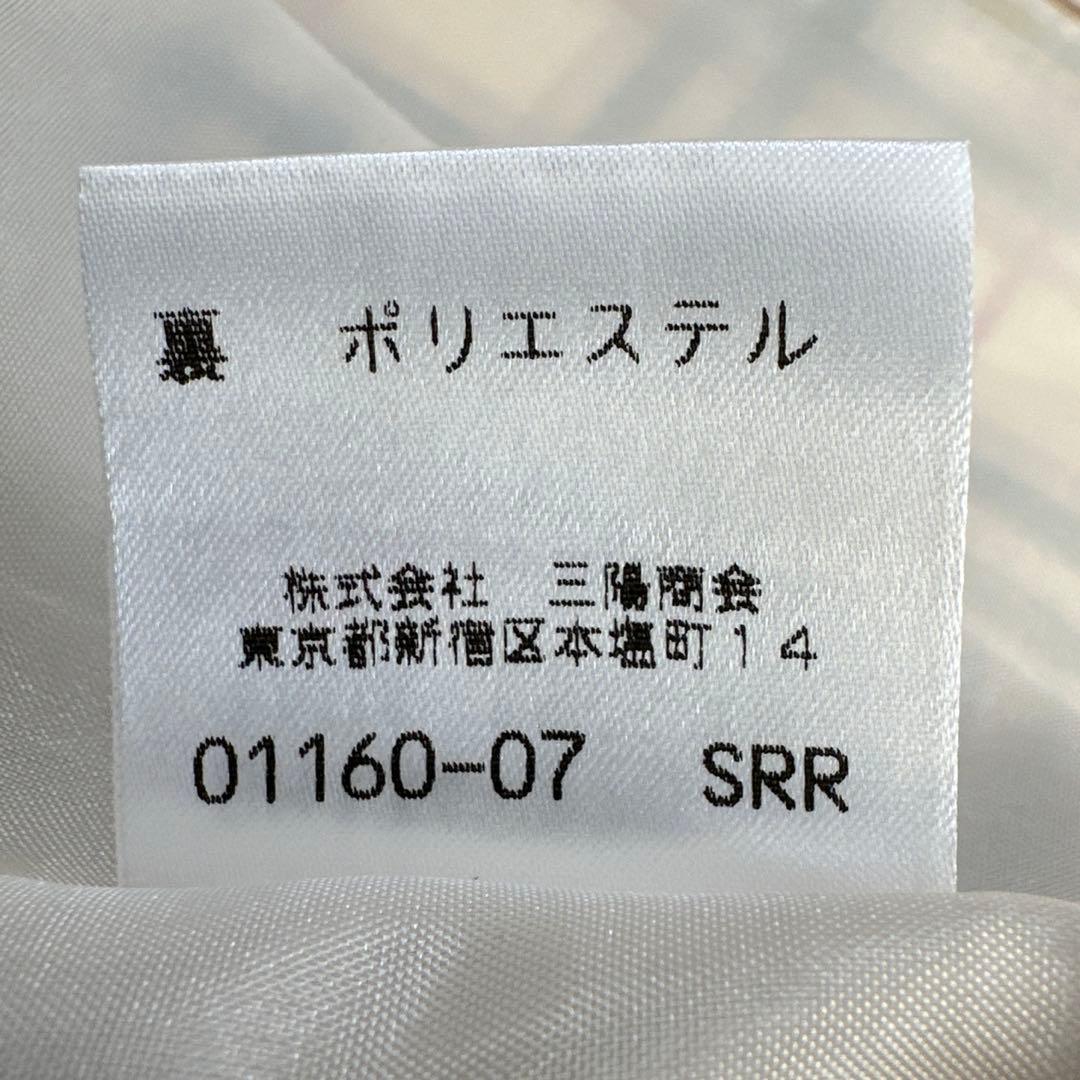 裏 ポリエステル
株式会社 三陽商会
東京都新宿区本塩町14
01160-07 SRR